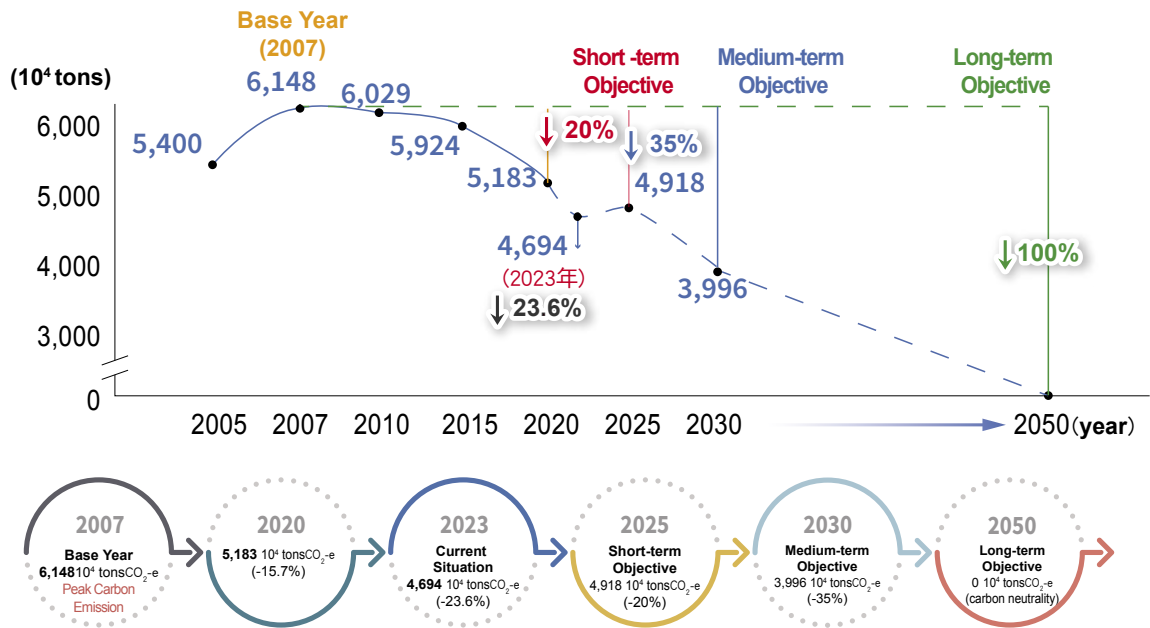 Base Year
(2007)
(10⁴ tons)
6,148
6,029
5,400
5,924
5,183
4,694
(2023年)
↓ 23.6%
Short -term
Objective
↓ 20%
↓ 35%
4,918
Medium-term
Objective
3,996
Long-term
Objective
↓ 100%
6,000
5,000
4,000
3,000
0
2005 2007 2010 2015 2020 2025 2030 2050(year)
2007
Base Year
6,14810⁴ tonsCO₂-e
Peak Carbon
Emission
2020
5,183 10⁴ tonsCO₂-e
(-15.7%)
2023
Current
Situation
4,694 10⁴ tonsCO₂-e
(-23.6%)
2025
Short-term
Objective
4,918 10⁴ tonsCO₂-e
(-20%)
2030
Medium-term
Objective
3,996 10⁴ tonsCO₂-e
(-35%)
2050
Long-term
Objective
0 10⁴ tonsCO₂-e
(carbon neutrality)